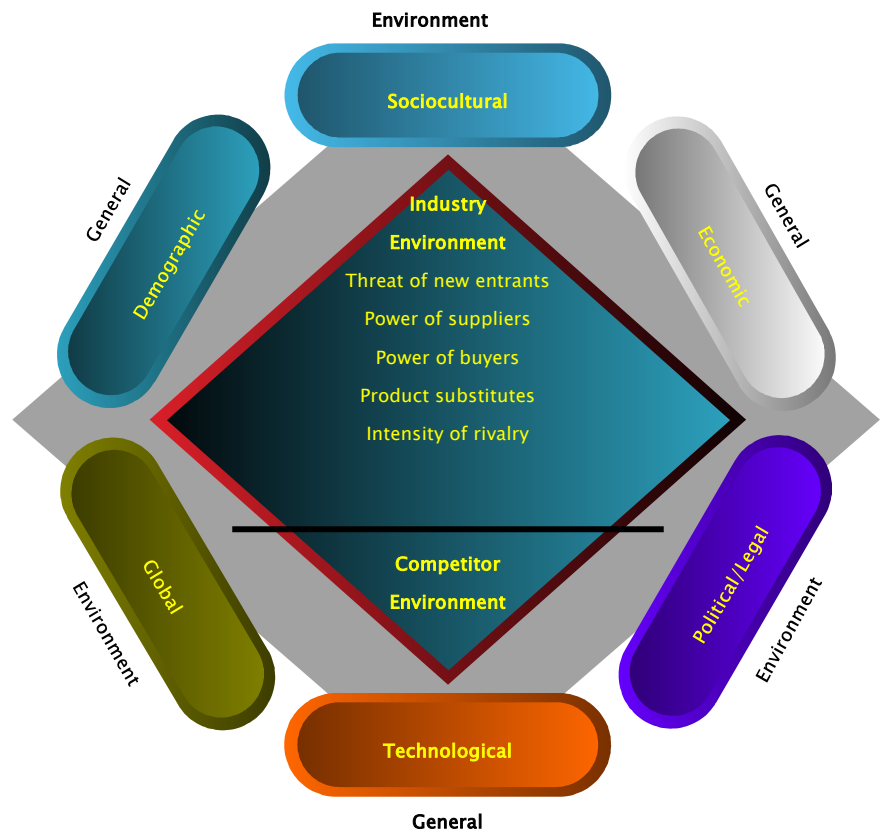 Environment
Sociocultural
General
Demographic
Economic
General
Industry
Environment
Threat of new entrants
Power of suppliers
Power of buyers
Product substitutes
Intensity of rivalry
Competitor
Environment
Global
Environment
Political/Legal
Environment
Technological
General